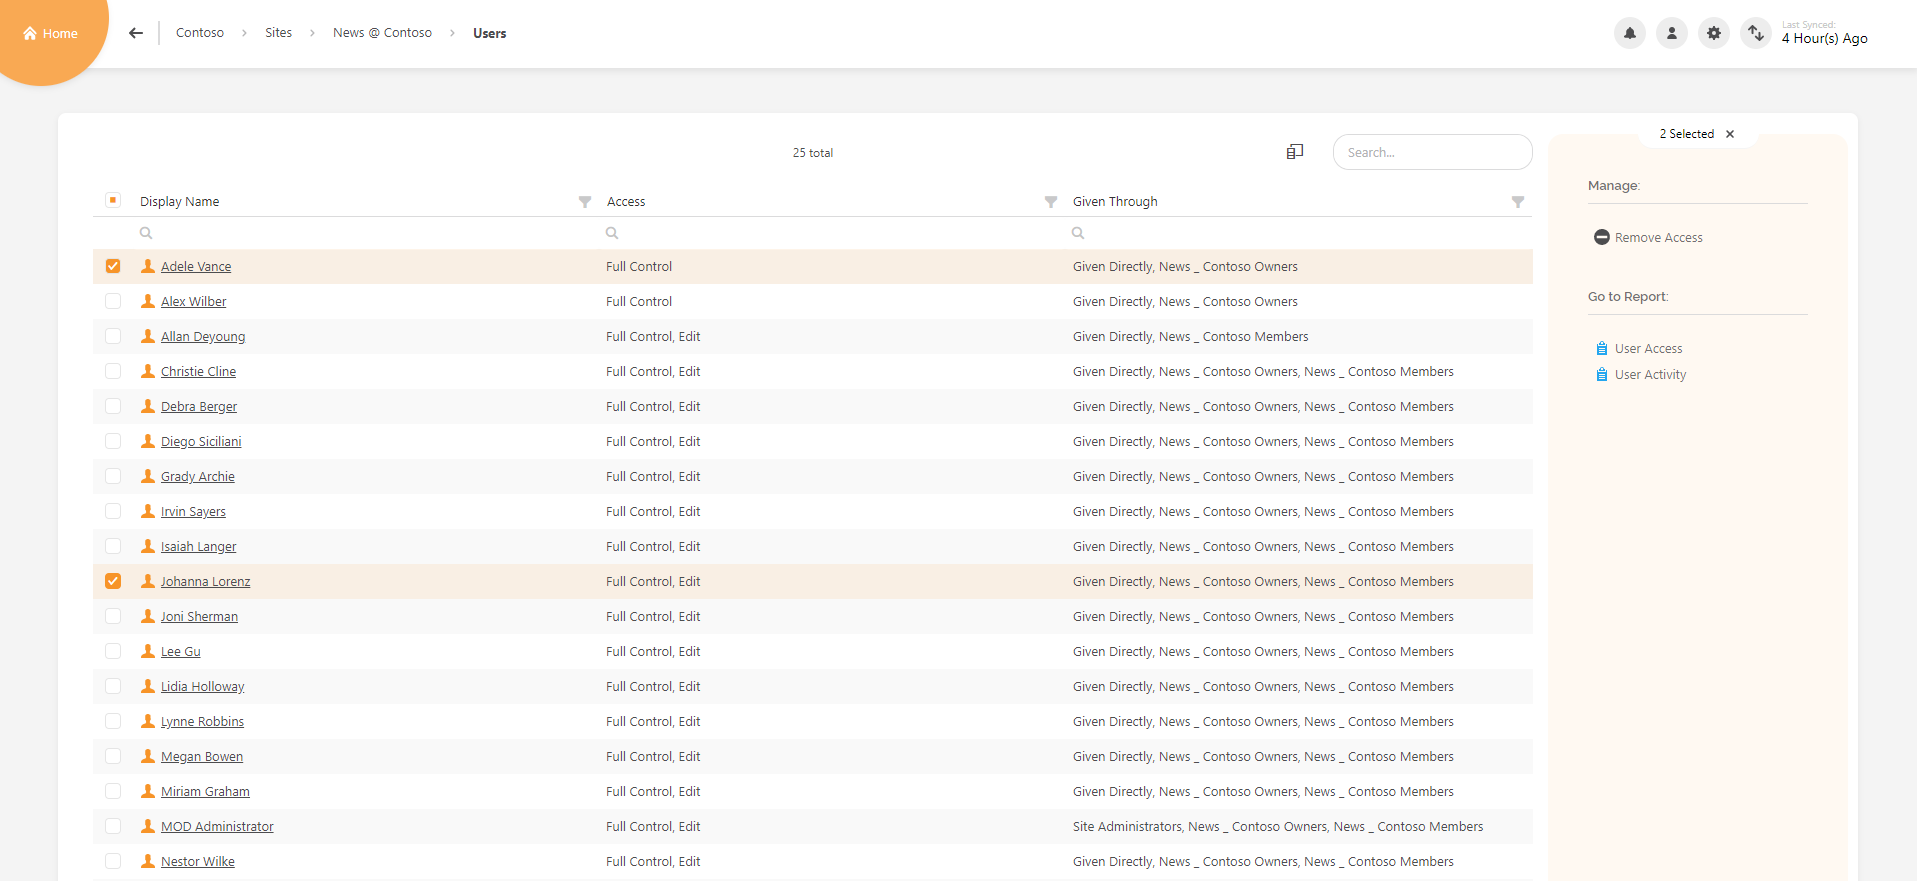 Home
Contoso > Sites > News @ Contoso > Users
Last Synced:
4 Hour(s) Ago
25 total
Search...
2 Selected
Display Name Access Given Through
Adele Vance Full Control Given Directly, News _ Contoso Owners
Alex Wilber Full Control Given Directly, News _ Contoso Owners
Allan Deyoung Full Control, Edit Given Directly, News _ Contoso Members
Christie Cline Full Control, Edit Given Directly, News _ Contoso Owners, News _ Contoso Members
Debra Berger Full Control, Edit Given Directly, News _ Contoso Owners, News _ Contoso Members
Diego Siciliani Full Control, Edit Given Directly, News _ Contoso Owners, News _ Contoso Members
Grady Archie Full Control, Edit Given Directly, News _ Contoso Owners, News _ Contoso Members
Irvin Sayers Full Control, Edit Given Directly, News _ Contoso Owners, News _ Contoso Members
Isaiah Langer Full Control, Edit Given Directly, News _ Contoso Owners, News _ Contoso Members
Johanna Lorenz Full Control, Edit Given Directly, News _ Contoso Owners, News _ Contoso Members
Joni Sherman Full Control, Edit Given Directly, News _ Contoso Owners, News _ Contoso Members
Lee Gu Full Control, Edit Given Directly, News _ Contoso Owners, News _ Contoso Members
Lidia Holloway Full Control, Edit Given Directly, News _ Contoso Owners, News _ Contoso Members
Lynne Robbins Full Control, Edit Given Directly, News _ Contoso Owners, News _ Contoso Members
Megan Bowen Full Control, Edit Given Directly, News _ Contoso Owners, News _ Contoso Members
Miriam Graham Full Control, Edit Given Directly, News _ Contoso Owners, News _ Contoso Members
MOD Administrator Full Control, Edit Site Administrators, News _ Contoso Owners, News _ Contoso Members
Nestor Wilke Full Control, Edit Given Directly, News _ Contoso Owners, News _ Contoso Members
Manage:
Remove Access
Go to Report:
User Access
User Activity